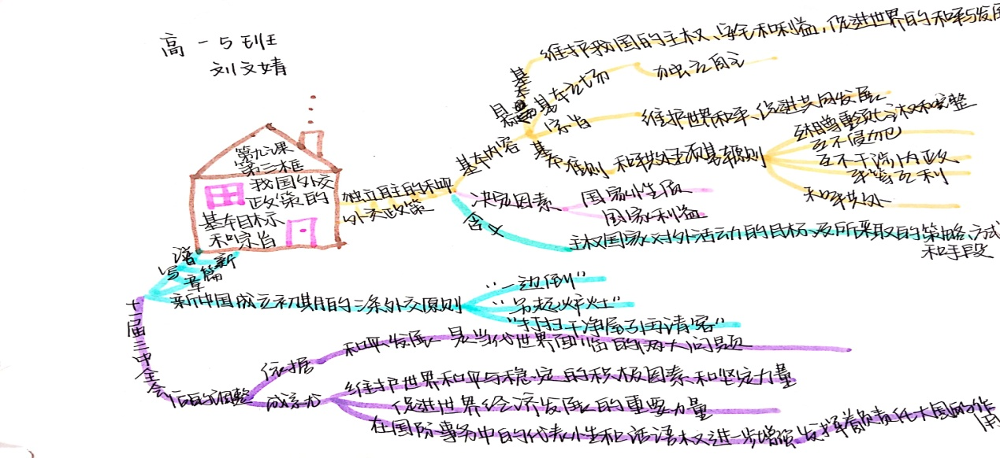 高一5班
刘文婧
第九课
第三框
我国外交
政策的
基本目标
和宗旨
独立自主的和平
外交政策
基本内容
基本目标
维护我国的主权、安全和利益,促进世界的和平与发展
基本立场
独立自主
宗旨
维护世界和平、促进共同发展
基本准则
和平共处五项基本原则
互相尊重领土主权和完整
互不侵犯
互不干涉内政
平等互利
和平共处
决定因素
国家性质
国家利益
含义
主权国家对外活动的目标及所采取的策略、方式
和手段
谱写新篇章
新中国成立初期的三条外交原则
“一边倒”
“另起炉灶”
“打扫干净屋子再请客”
十一届三中全会
后的调整
依据
和平发展 是当代世界面临的两大问题
成就
维护世界和平与稳定的积极因素和坚定力量
促进世界经济发展的重要力量
在国际事务中的代表性和话语权进一步增强 发挥着负责任大国的作用